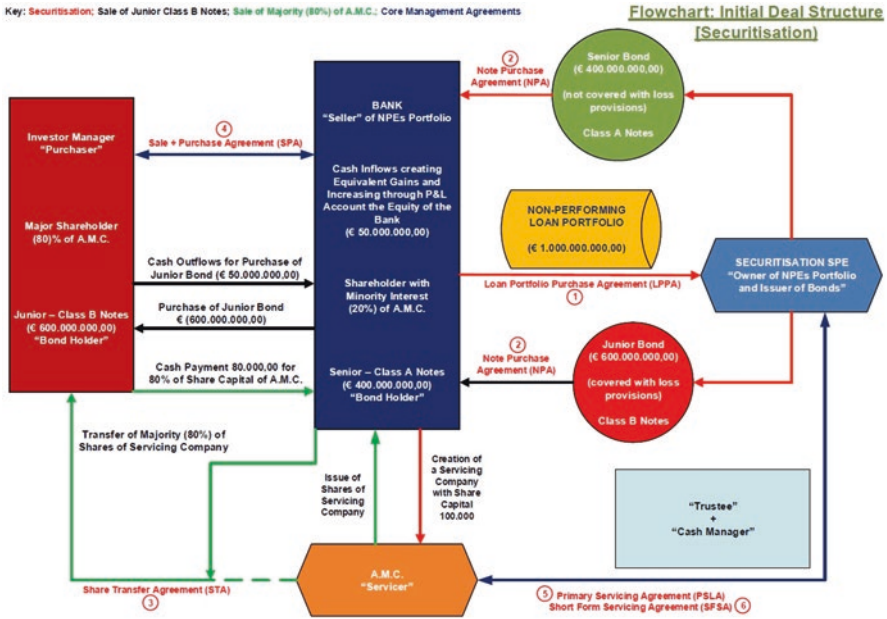 Key: Securitisation; Sale of Junior Class B Notes; Sale of Majority (80%) of A.M.C.; Core Management Agreements
Flowchart: Initial Deal Structure
[Securitisation)
Investor Manager
“Purchaser”
Major Shareholder
(80)% of A.M.C.
Junior – Class B Notes
(€ 600.000.000,00)
“Bond Holder”
4
Sale + Purchase Agreement (SPA)
Cash Outflows for Purchase of
Junior Bond (€ 50.000.000,00)
Purchase of Junior Bond
€ (600.000.000,00)
Cash Payment 80.000,00 for
80% of Share Capital of A.M.C.
Transfer of Majority (80%) of
Shares of Servicing Company
BANK
“Seller” of NPEs Portfolio
Cash Inflows creating
Equivalent Gains and
Increasing through P&L
Account the Equity of the
Bank
(€ 50.000.000,00)
Shareholder with
Minority Interest
(20%) of A.M.C.
Senior – Class A Notes
(€ 400.000.000,00)
“Bond Holder”
2
Note Purchase
Agreement (NPA)
Senior Bond
(€ 400.000.000,00)
(not covered with loss
provisions)
Class A Notes
NON-PERFORMING
LOAN PORTFOLIO
(€ 1.000.000.000,00)
Loan Portfolio Purchase Agreement (LPPA)
1
SECURITISATION SPE
“Owner of NPEs Portfolio
and Issuer of Bonds”
2
Note Purchase
Agreement (NPA)
Junior Bond
(€ 600.000.000,00)
(covered with loss
provisions)
Class B Notes
Issue of
Shares of
Servicing
Company
Creation of
a Servicing
Company
with Share
Capital
100.000
“Trustee”
+
“Cash Manager”
A.M.C.
“Servicer”
Share Transfer Agreement (STA)
3
5 Primary Servicing Agreement (PSLA)
Short Form Servicing Agreement (SFSA) 6